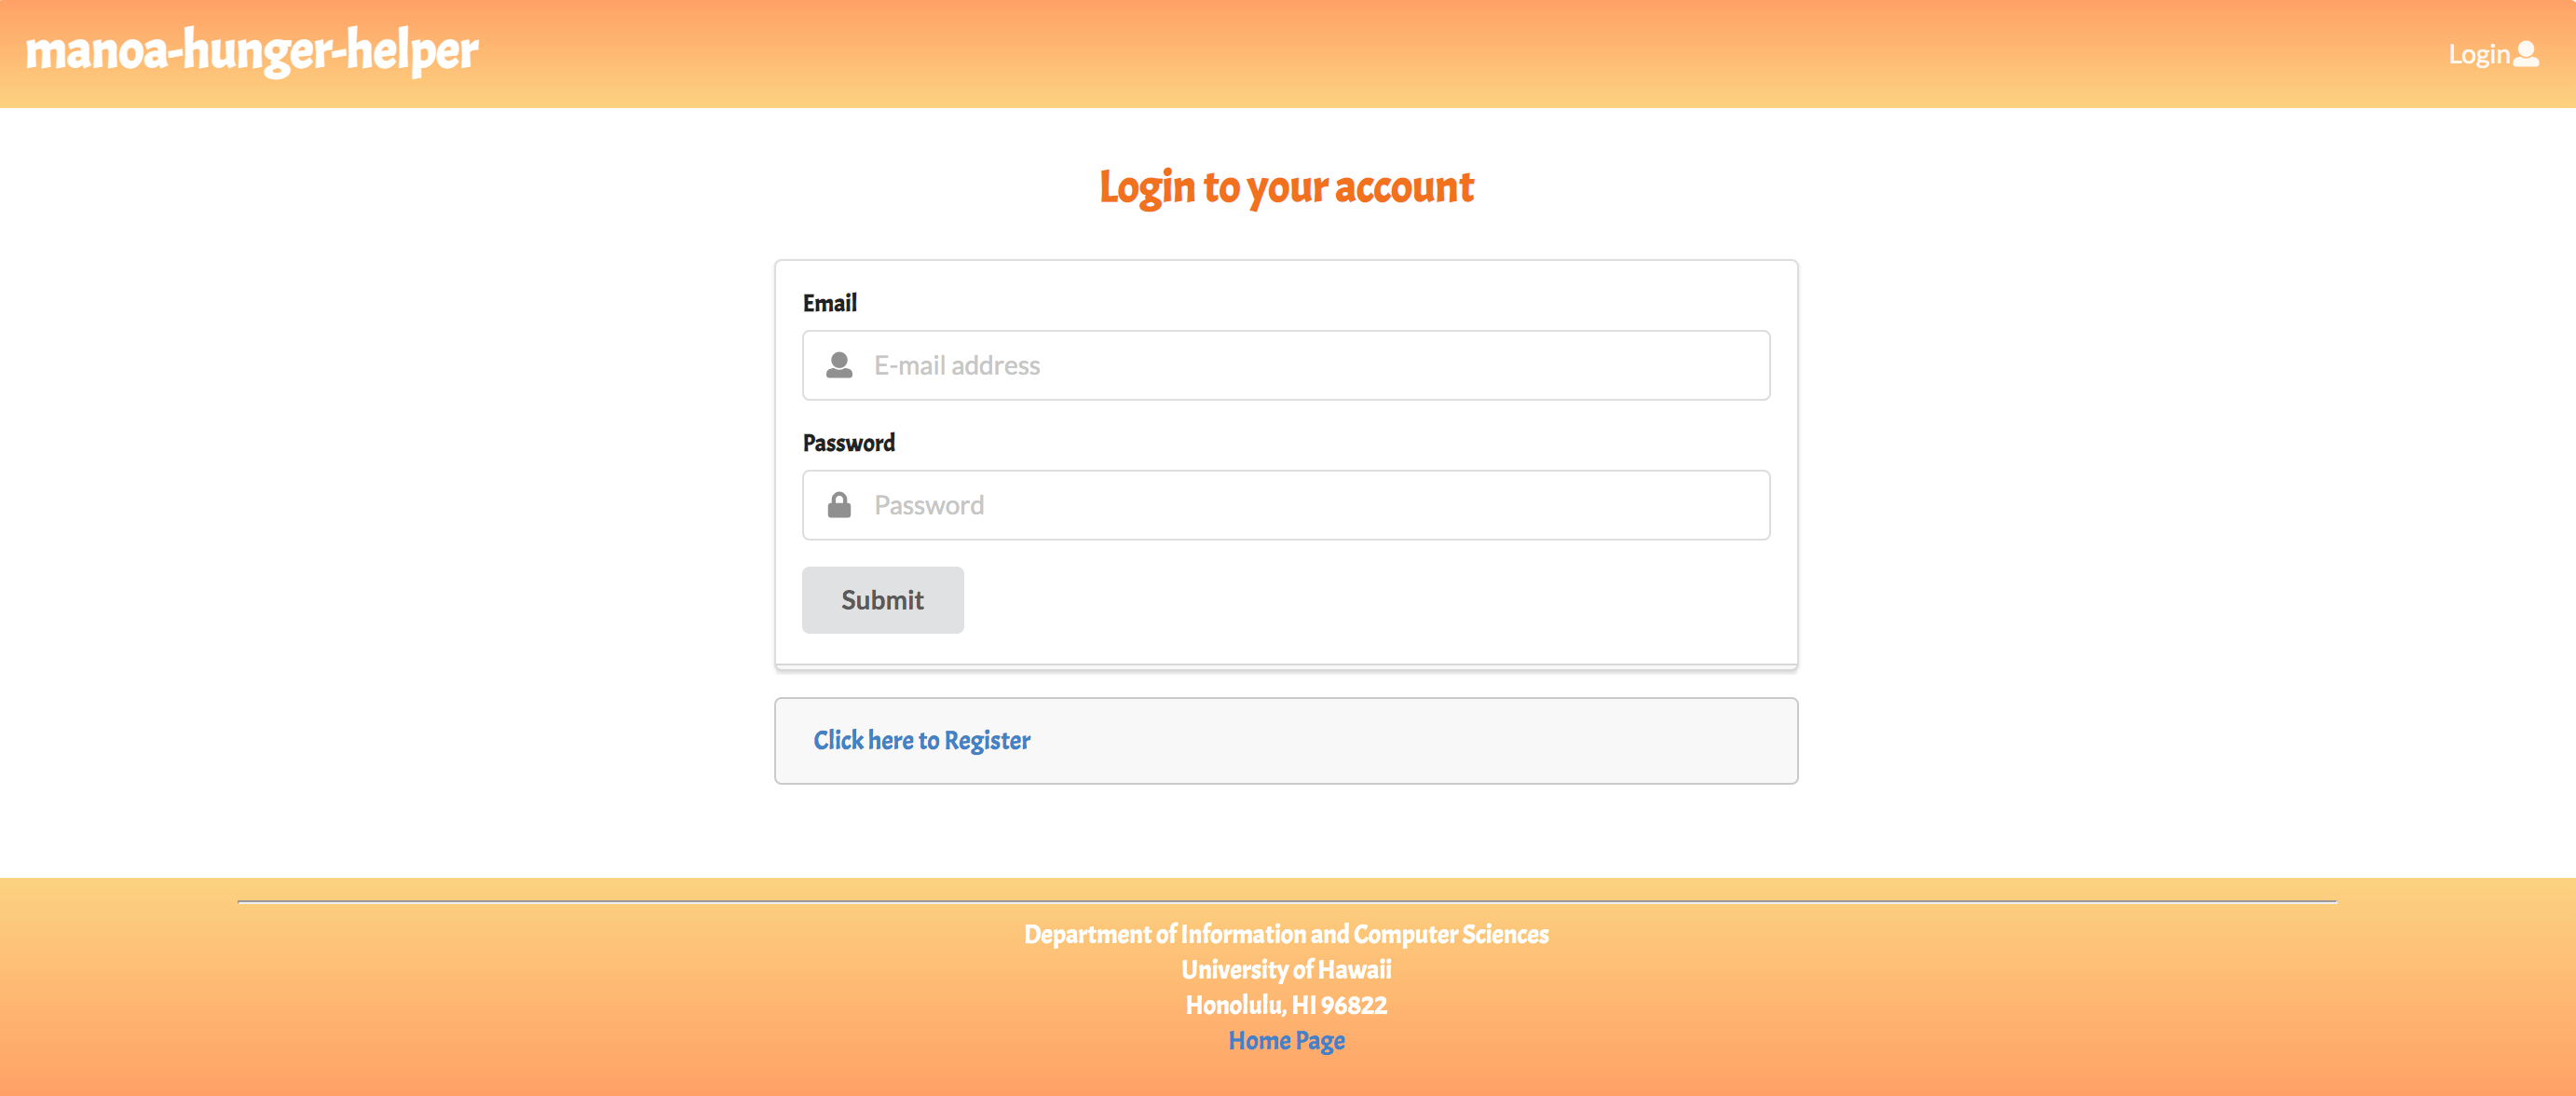 manoa-hunger-helper
Login
Login to your account
Email
E-mail address
Password
Password
Submit
Click here to Register
Department of Information and Computer Sciences
University of Hawaii
Honolulu, HI 96822
Home Page